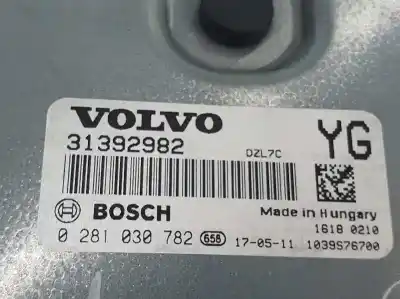 VOLVO YG
31392982 DZL7C
BOSCH Made in Hungary
1618 0210
0 281 030 782 658 17-05-11 1039S76700